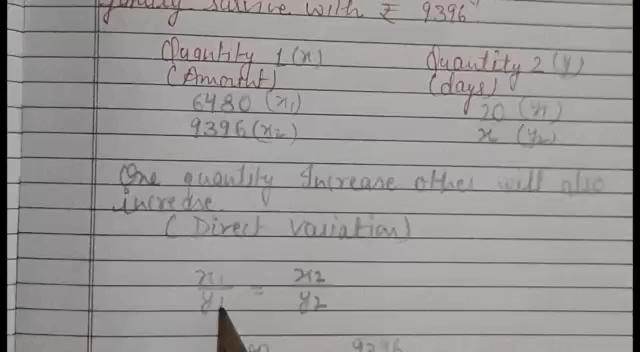 family survive with ₹ 9396"
Quantity 1 (x) Quantity 2 (y)
(Amount) (days)
6480 (x1) 20 (y1)
9396 (x2) x (y2)
One quantity Increase other will also
increase
(Direct Variation)
x1/y1 = x2/y2